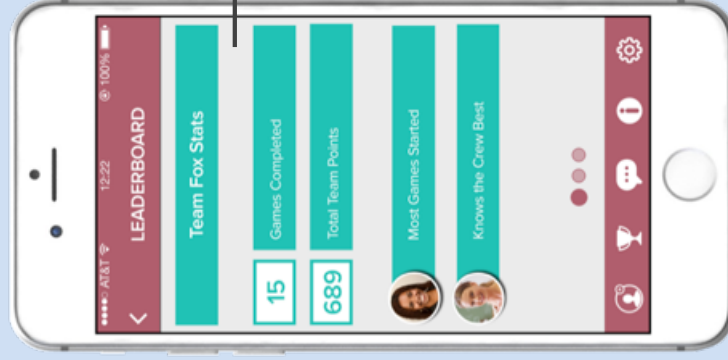 AT&T 12:22 100%
LEADERBOARD
Team Fox Stats
15 Games Completed
689 Total Team Points
Most Games Started
Knows the Crew Best